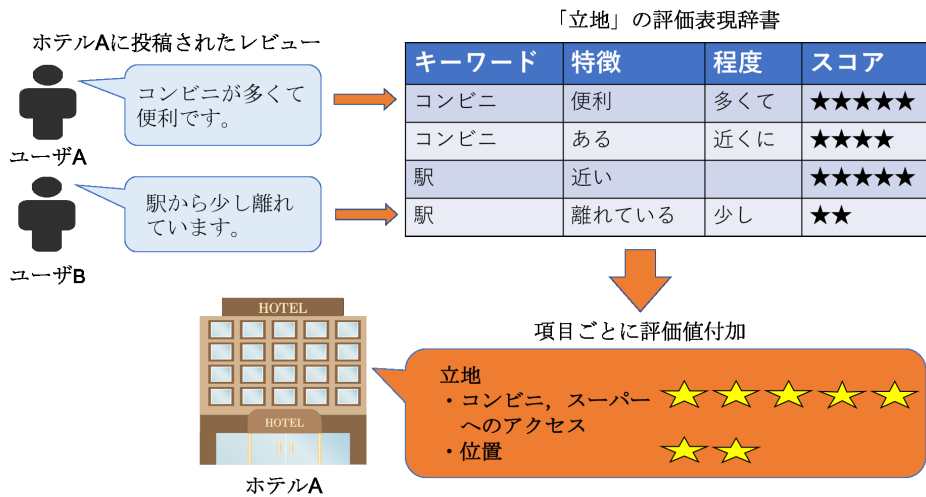 「立地」の評価表現辞書
ホテルAに投稿されたレビュー
コンビニが多くて
便利です。
ユーザA
駅から少し離れ
ています。
ユーザB
キーワード 特徴 程度 スコア
コンビニ 便利 多くて ★★★★★
コンビニ ある 近くに ★★★★
駅 近い ★★★★★
駅 離れている 少し ★★
項目ごとに評価値付加
HOTEL
HOTEL
ホテルA
立地
・コンビニ，スーパー
へのアクセス
・位置